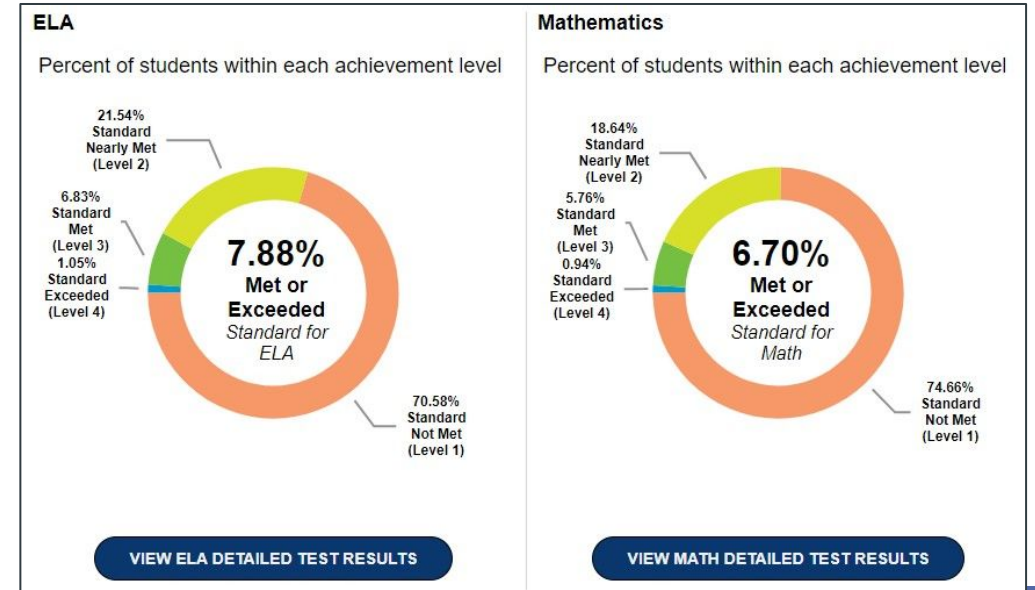 ELA
Percent of students within each achievement level
21.54%
Standard
Nearly Met
(Level 2)
6.83%
Standard
Met
(Level 3)
1.05%
Standard
Exceeded
(Level 4)
7.88%
Met or
Exceeded
Standard for
ELA
70.58%
Standard
Not Met
(Level 1)
VIEW ELA DETAILED TEST RESULTS
Mathematics
Percent of students within each achievement level
18.64%
Standard
Nearly Met
(Level 2)
5.76%
Standard
Met
(Level 3)
0.94%
Standard
Exceeded
(Level 4)
6.70%
Met or
Exceeded
Standard for
Math
74.66%
Standard
Not Met
(Level 1)
VIEW MATH DETAILED TEST RESULTS